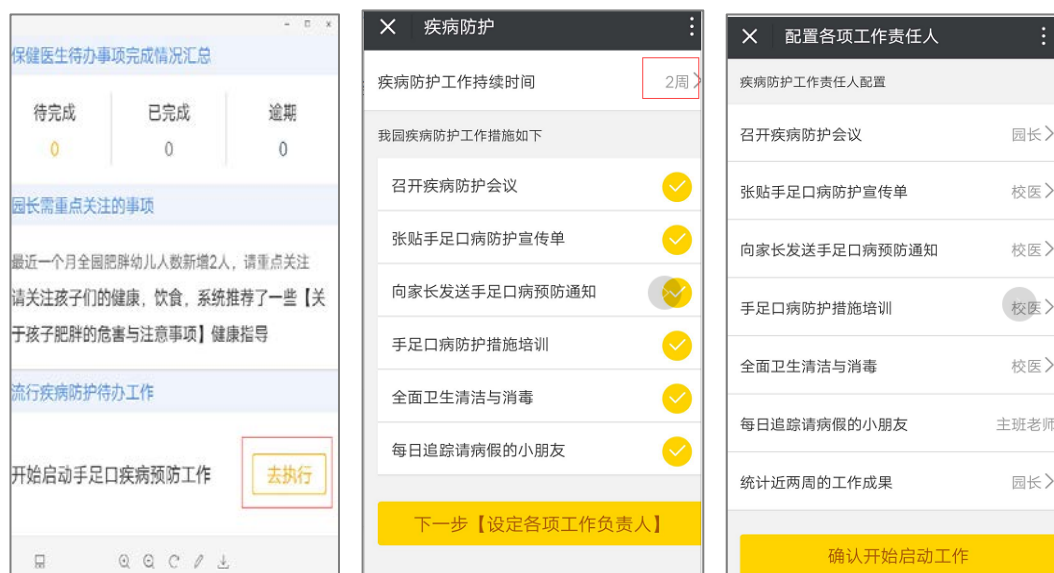 保健医生待办事项完成情况汇总
待完成 已完成 逾期
0 0 0
园长需重点关注的事项
最近一个月全园肥胖幼儿人数新增2人，请重点关注
请关注孩子们的健康，饮食，系统推荐了一些【关
于孩子肥胖的危害与注意事项】健康指导
流行疾病防护待办工作
开始启动手足口疾病预防工作 去执行
疾病防护
疾病防护工作持续时间 2周
我园疾病防护工作措施如下
召开疾病防护会议
张贴手足口病防护宣传单
向家长发送手足口病预防通知
手足口病防护措施培训
全面卫生清洁与消毒
每日追踪请病假的小朋友
下一步【设定各项工作负责人】
配置各项工作责任人
疾病防护工作责任人配置
召开疾病防护会议 园长
张贴手足口病防护宣传单 校医
向家长发送手足口病预防通知 校医
手足口病防护措施培训 校医
全面卫生清洁与消毒 校医
每日追踪请病假的小朋友 主班老师
统计近两周的工作成果 园长
确认开始启动工作